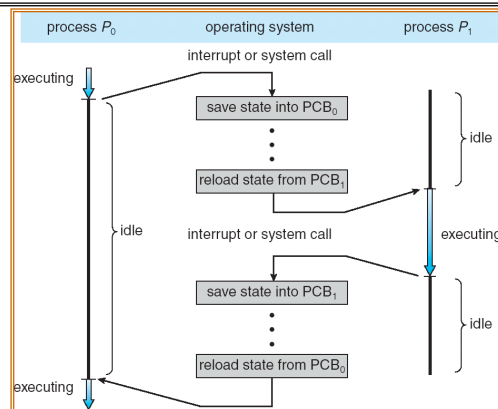 process P0 operating system process P1
interrupt or system call
executing
save state into PCB0
idle
reload state from PCB1
idle
interrupt or system call
executing
save state into PCB1
idle
reload state from PCB0
executing